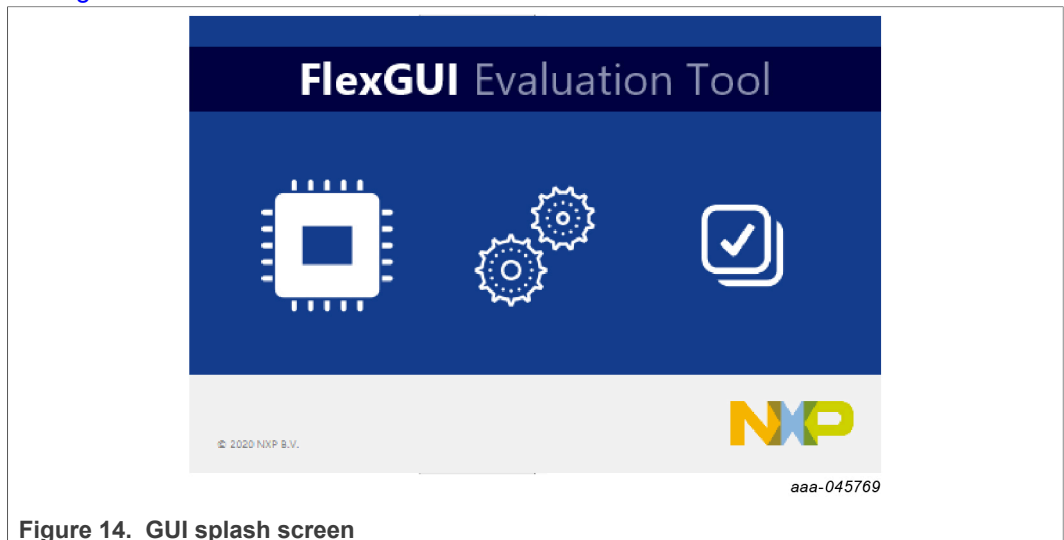 FlexGUI Evaluation Tool
© 2020 NXP B.V.
NXP
aaa-045769
Figure 14. GUI splash screen